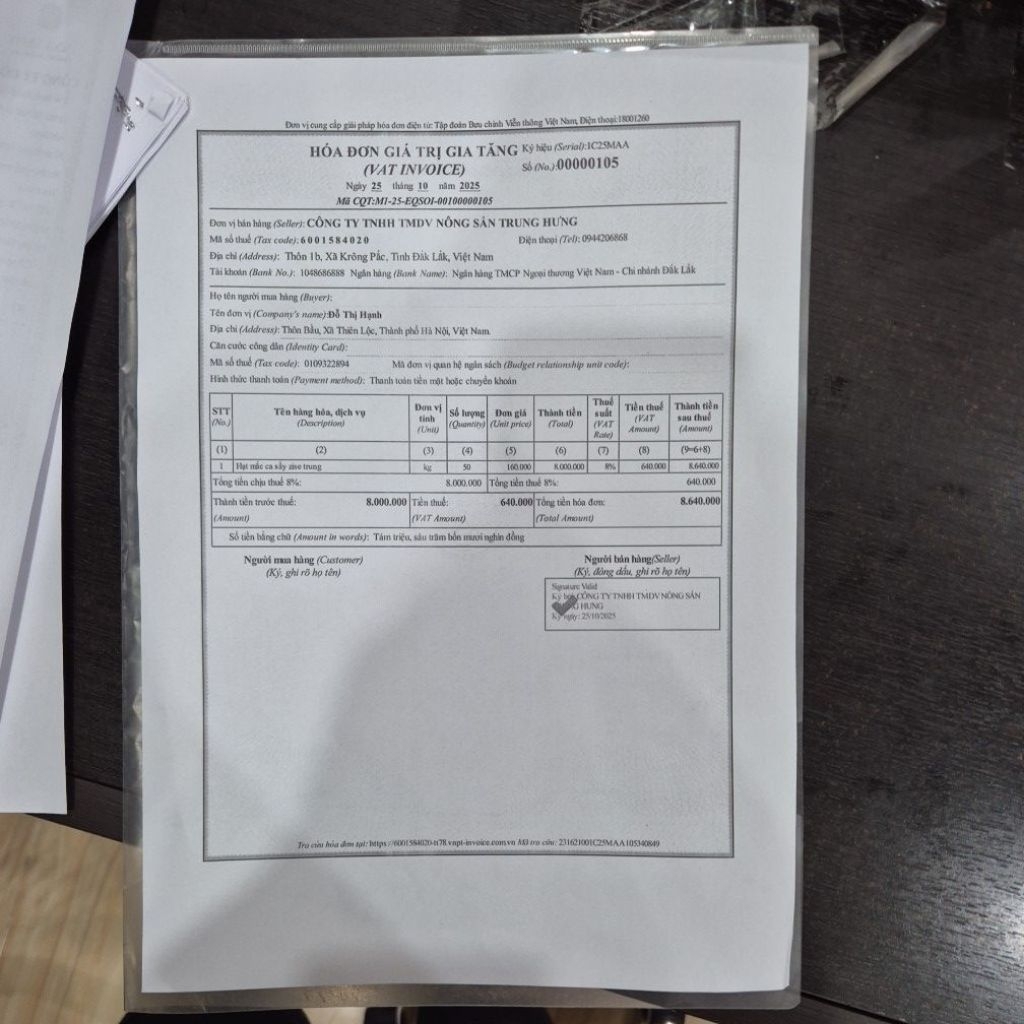 Đơn vị cung cấp giải pháp hóa đơn điện tử: Tập đoàn Bưu chính Viễn thông Việt Nam, Điện thoại:18001260
HÓA ĐƠN GIÁ TRỊ GIA TĂNG Ký hiệu (Serial):1C25MAA
(VAT INVOICE) Số (No.):00000105
Ngày 25 tháng 10 năm 2025
Mã CQT:M1-25-EQSOI-00100000105
Đơn vị bán hàng (Seller): CÔNG TY TNHH TMDV NÔNG SẢN TRUNG HƯNG
Mã số thuế (Tax code): 6001584020 Điện thoại (Tel): 0944206868
Địa chỉ (Address): Thôn 1b, Xã Krông Pắc, Tỉnh Đắk Lắk, Việt Nam
Tài khoản (Bank No.): 1048686888 Ngân hàng (Bank Name): Ngân hàng TMCP Ngoại thương Việt Nam - Chi nhánh Đắk Lắk
Họ tên người mua hàng (Buyer):
Tên đơn vị (Company's name):Đỗ Thị Hạnh
Địa chỉ (Address): Thôn Bầu, Xã Thiên Lộc, Thành phố Hà Nội, Việt Nam.
Căn cước công dân (Identity Card):
Mã số thuế (Tax code): 0109322894 Mã đơn vị quan hệ ngân sách (Budget relationship unit code):
Hình thức thanh toán (Payment method): Thanh toán tiền mặt hoặc chuyển khoản
STT (No.) Tên hàng hóa, dịch vụ (Description) Đơn vị tính (Unit) Số lượng (Quantity) Đơn giá (Unit price) Thành tiền (Total) Thuế suất (VAT Rate) Tiền thuế (VAT Amount) Thành tiền sau thuế (Amount)
(1) (2) (3) (4) (5) (6) (7) (8) (9=6+8)
1 Hạt mắc ca sấy size trung kg 50 160.000 8.000.000 8% 640.000 8.640.000
Tổng tiền chịu thuế 8%: 8.000.000 Tổng tiền thuế 8%: 640.000
Thành tiền trước thuế: 8.000.000 Tiền thuế: 640.000 Tổng tiền hóa đơn: 8.640.000
(Amount) (VAT Amount) (Total Amount)
Số tiền bằng chữ (Amount in words): Tám triệu, sáu trăm bốn mươi nghìn đồng
Người mua hàng (Customer) Người bán hàng(Seller)
(Ký, ghi rõ họ tên) (Ký, đóng dấu, ghi rõ họ tên)
Signature Valid
Ký bởi CÔNG TY TNHH TMDV NÔNG SẢN
TRUNG HƯNG
Ký ngày: 25/10/2025
Tra cứu hóa đơn tại: https://6001584020-tt78.vnpt-invoice.com.vn Mã tra cứu: 231621001C25MAA105340849